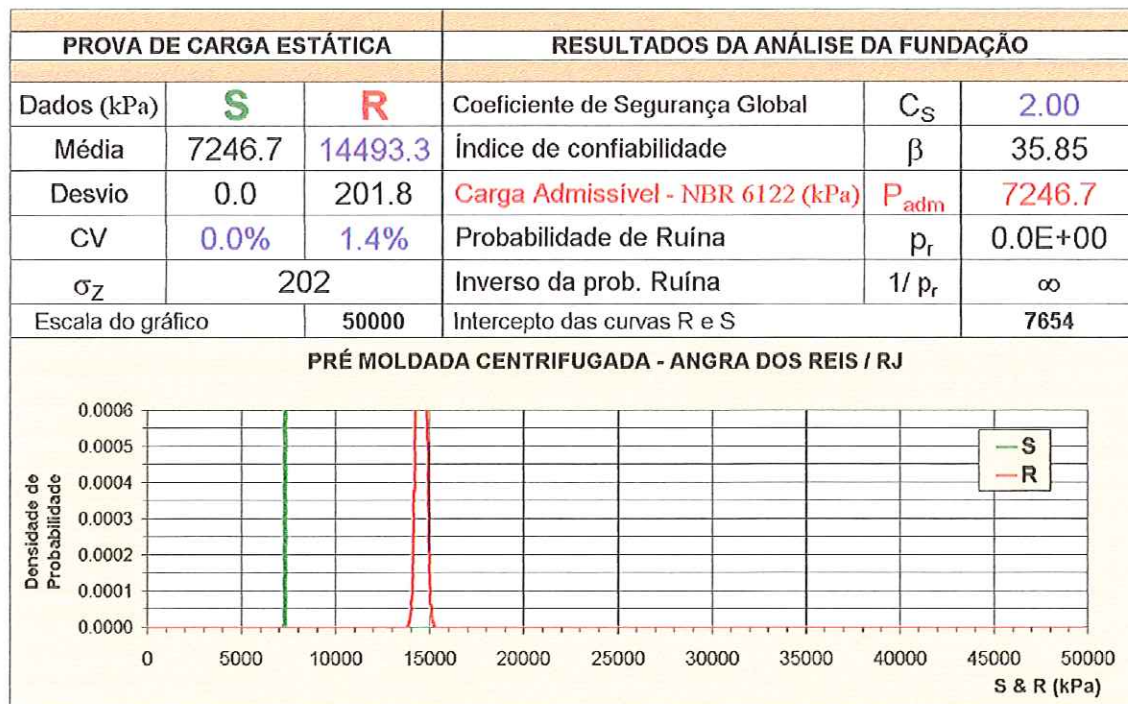 PROVA DE CARGA ESTÁTICA RESULTADOS DA ANÁLISE DA FUNDAÇÃO
Dados (kPa) S R Coeficiente de Segurança Global CS 2.00
Média 7246.7 14493.3 Índice de confiabilidade β 35.85
Desvio 0.0 201.8 Carga Admissível - NBR 6122 (kPa) Padm 7246.7
CV 0.0% 1.4% Probabilidade de Ruína pr 0.0E+00
σZ 202 Inverso da prob. Ruína 1/ pr ∞
Escala do gráfico 50000 Intercepto das curvas R e S 7654
PRÉ MOLDADA CENTRIFUGADA - ANGRA DOS REIS / RJ
Densidade de
Probabilidade
0.0006
0.0005
0.0004
0.0003
0.0002
0.0001
0.0000
S
R
0 5000 10000 15000 20000 25000 30000 35000 40000 45000 50000
S & R (kPa)